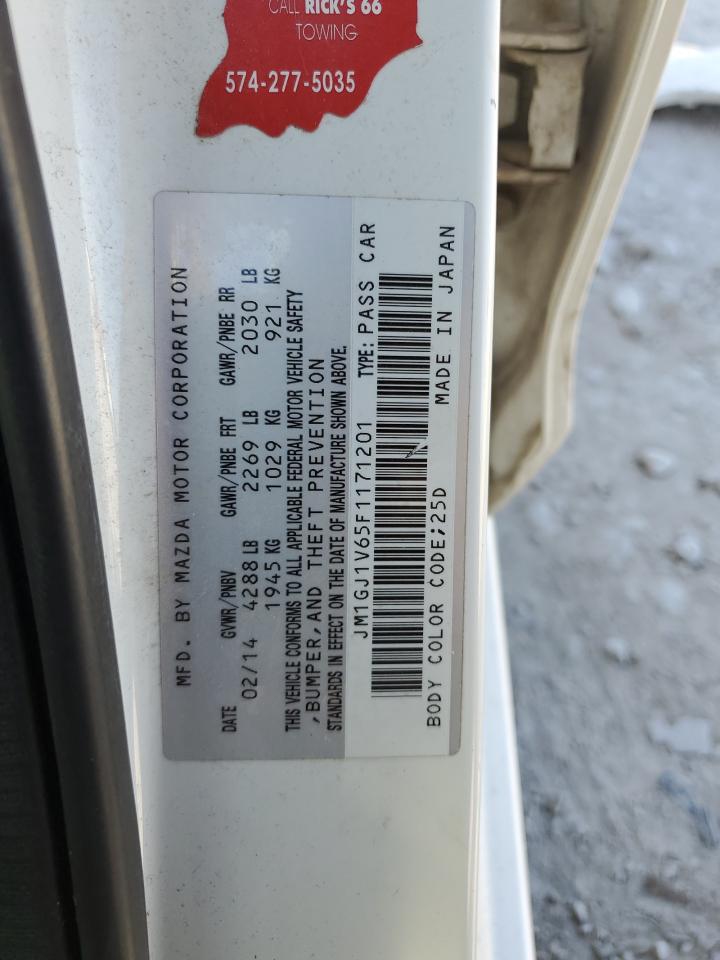 CALL RICK'S 66
TOWING
574-277-5035
MFD. BY MAZDA MOTOR CORPORATION
DATE GVWR/PNBV GAWR/PNBE FRT GAWR/PNBE RR
02/14 4288 LB 2269 LB 2030 LB
1945 KG 1029 KG 921 KG
THIS VEHICLE CONFORMS TO ALL APPLICABLE FEDERAL MOTOR VEHICLE SAFETY
,BUMPER,AND THEFT PREVENTION
STANDARDS IN EFFECT ON THE DATE OF MANUFACTURE SHOWN ABOVE.
JM1GJ1V65F1171201 TYPE: PASS CAR
BODY COLOR CODE;25D MADE IN JAPAN